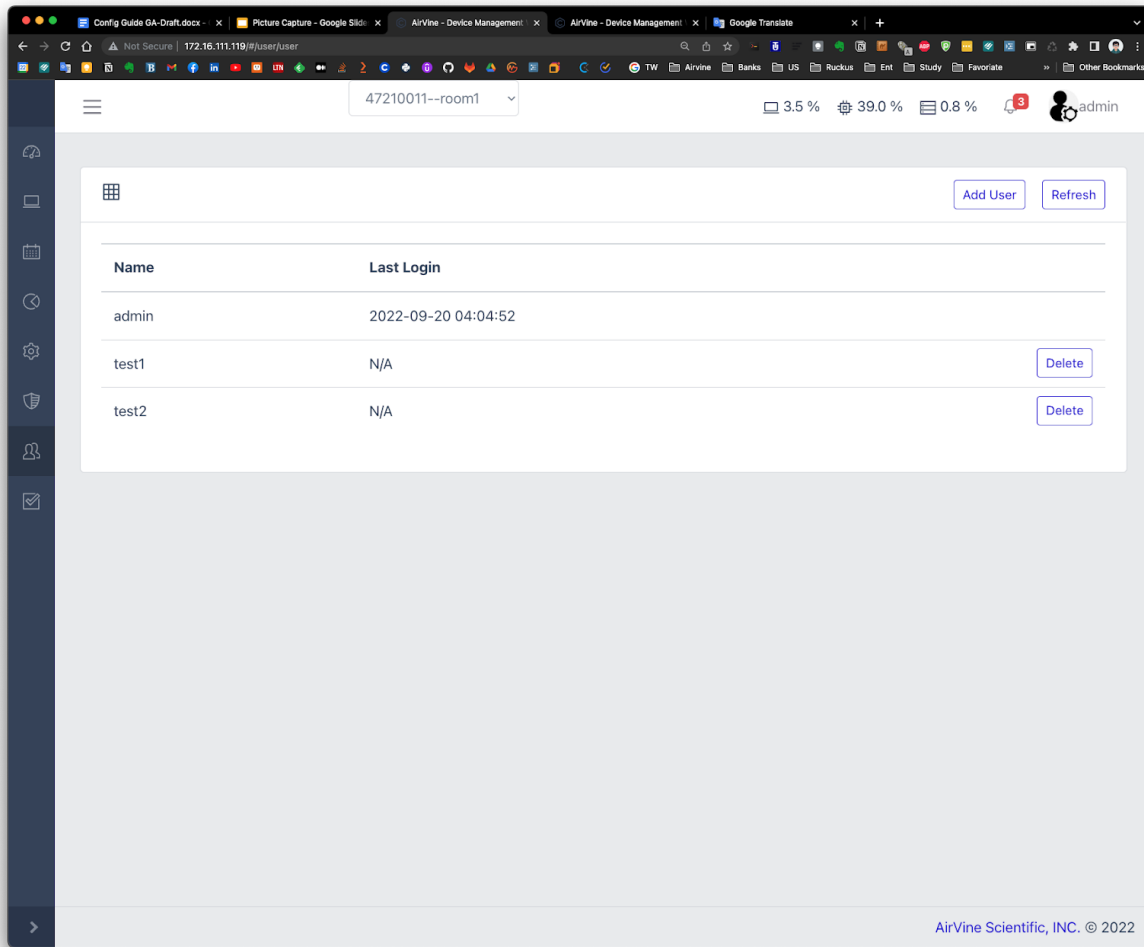 Config Guide GA-Draft.docx -
Picture Capture - Google Slide
AirVine - Device Management
AirVine - Device Management
Google Translate
Not Secure | 172.16.111.119/#/user/user
TW
Airvine
Banks
US
Ruckus
Ent
Study
Favoriate
»
Other Bookmarks
47210011--room1
3.5 %
39.0 %
0.8 %
3
admin
Add User
Refresh
Name Last Login
admin 2022-09-20 04:04:52
test1 N/A Delete
test2 N/A Delete
AirVine Scientific, INC. © 2022